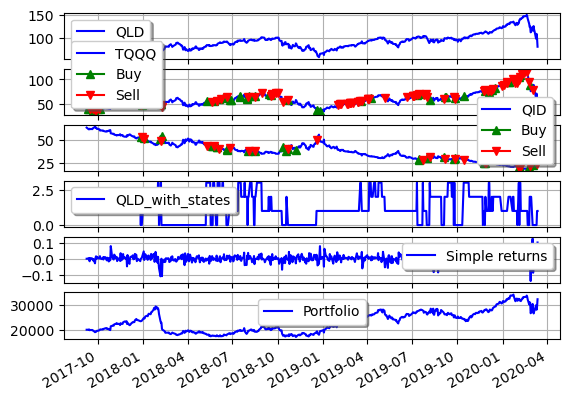 150
100
QLD
TQQQ
Buy
Sell
100
50
QID
Buy
Sell
50
25
2.5
0.0
QLD_with_states
0.1
0.0
−0.1
Simple returns
30000
20000
Portfolio
2017-10
2018-01
2018-04
2018-07
2018-10
2019-01
2019-04
2019-07
2019-10
2020-01
2020-04